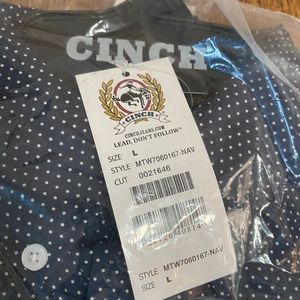 CINCH
CINCH
CINCHJEANS.COM
LEAD, DON'T FOLLOW
SIZE L
STYLE MTW7060167-NAV
CUT 0021646
STYLE MTW7060167-NAV
SIZE L